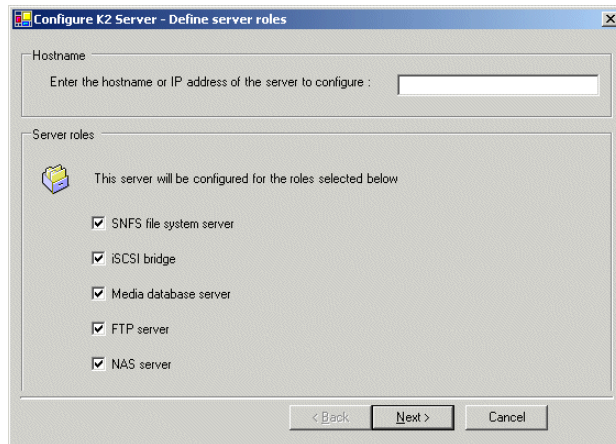 Configure K2 Server - Define server roles
Hostname
Enter the hostname or IP address of the server to configure :
Server roles
This server will be configured for the roles selected below
SNFS file system server
iSCSI bridge
Media database server
FTP server
NAS server
< Back
Next >
Cancel